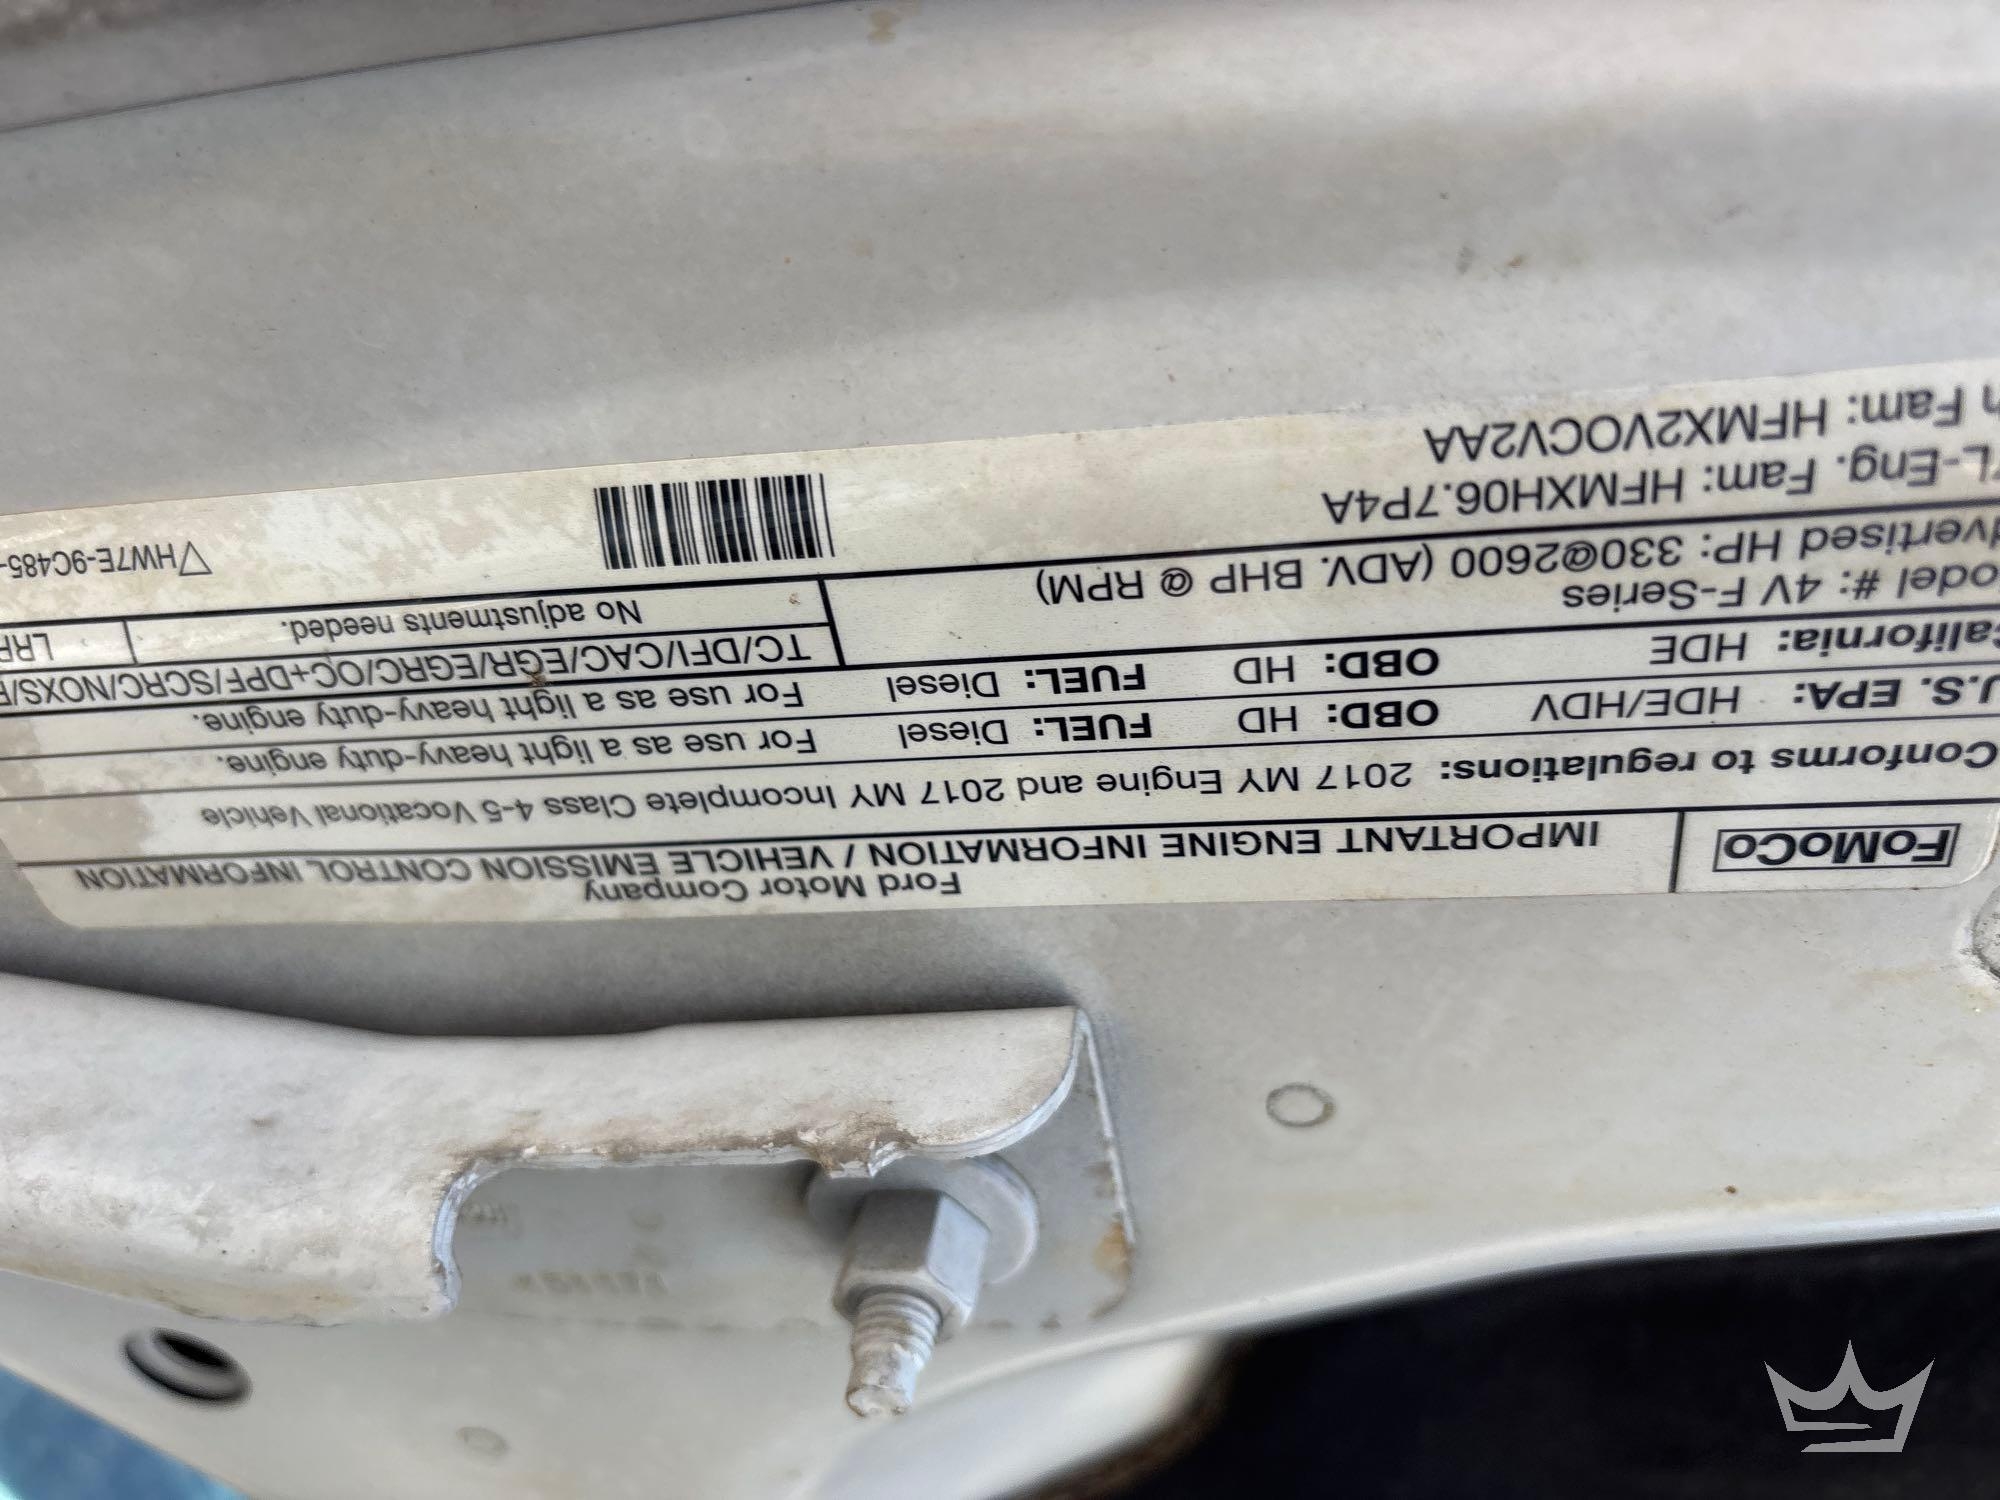 Ford Motor Company
FoMoCo IMPORTANT ENGINE INFORMATION / VEHICLE EMISSION CONTROL INFORMATION
Conforms to regulations: 2017 MY Engine and 2017 MY Incomplete Class 4-5 Vocational Vehicle
U.S. EPA: HDE/HDV OBD: HD FUEL: Diesel For use as a light heavy-duty engine.
California: HDE OBD: HD FUEL: Diesel For use as a light heavy-duty engine.
Model #: 4V F-Series TC/DFI/CAC/EGR/EGRC/OC+DPF/SCRC/NOXS/
Advertised HP: 330@2600 (ADV. BHP @ RPM) No adjustments needed.
7L-Eng. Fam: HFMXH06.7P4A
h Fam: HFMX2VOCV2AA
HW7E-9C485-